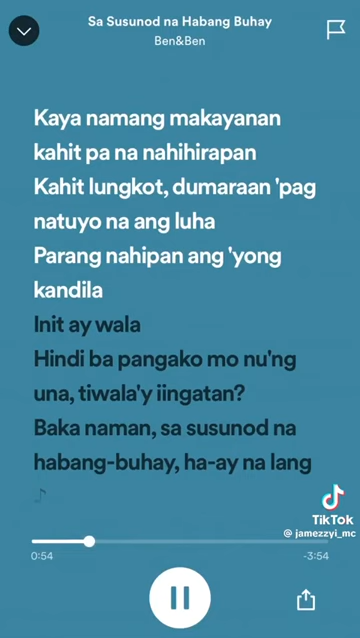 Sa Susunod na Habang Buhay
Ben&Ben
Kaya namang makayanan
kahit pa na nahihirapan
Kahit lungkot, dumaraan 'pag
natuyo na ang luha
Parang nahipan ang 'yong
kandila
Init ay wala
Hindi ba pangako mo nu'ng
una, tiwala'y iingatan?
Baka naman, sa susunod na
habang-buhay, ha-ay na lang
♪
TikTok
@ jamezzyi_mc
0:54
-3:54